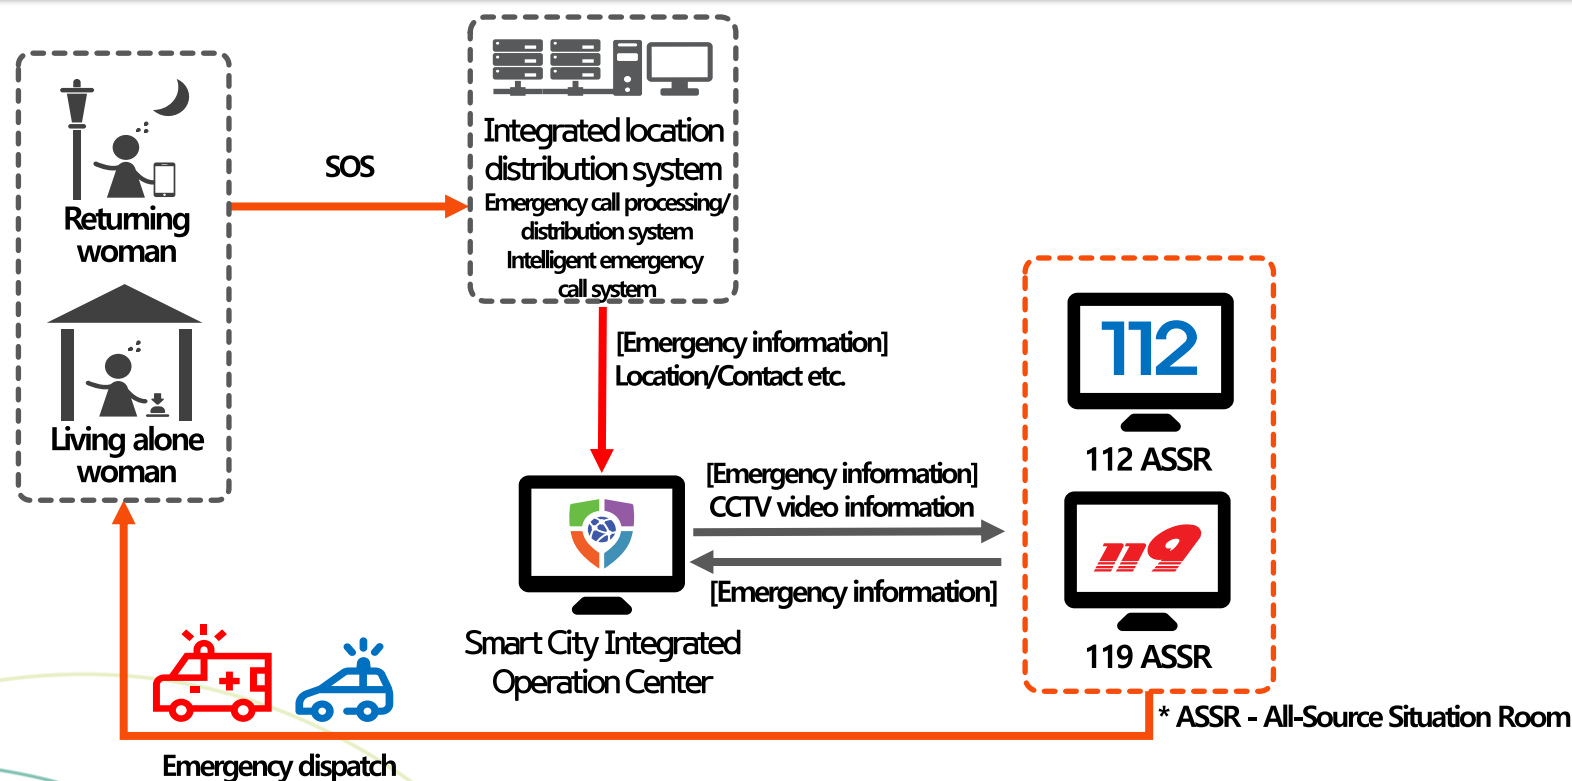 SOS
Returning
woman
Living alone
woman
Integrated location
distribution system
Emergency call processing/
distribution system
Intelligent emergency
call system
[Emergency information]
Location/Contact etc.
[Emergency information]
CCTV video information
[Emergency information]
Smart City Integrated
Operation Center
112
112 ASSR
119
119 ASSR
* ASSR - All-Source Situation Room
Emergency dispatch